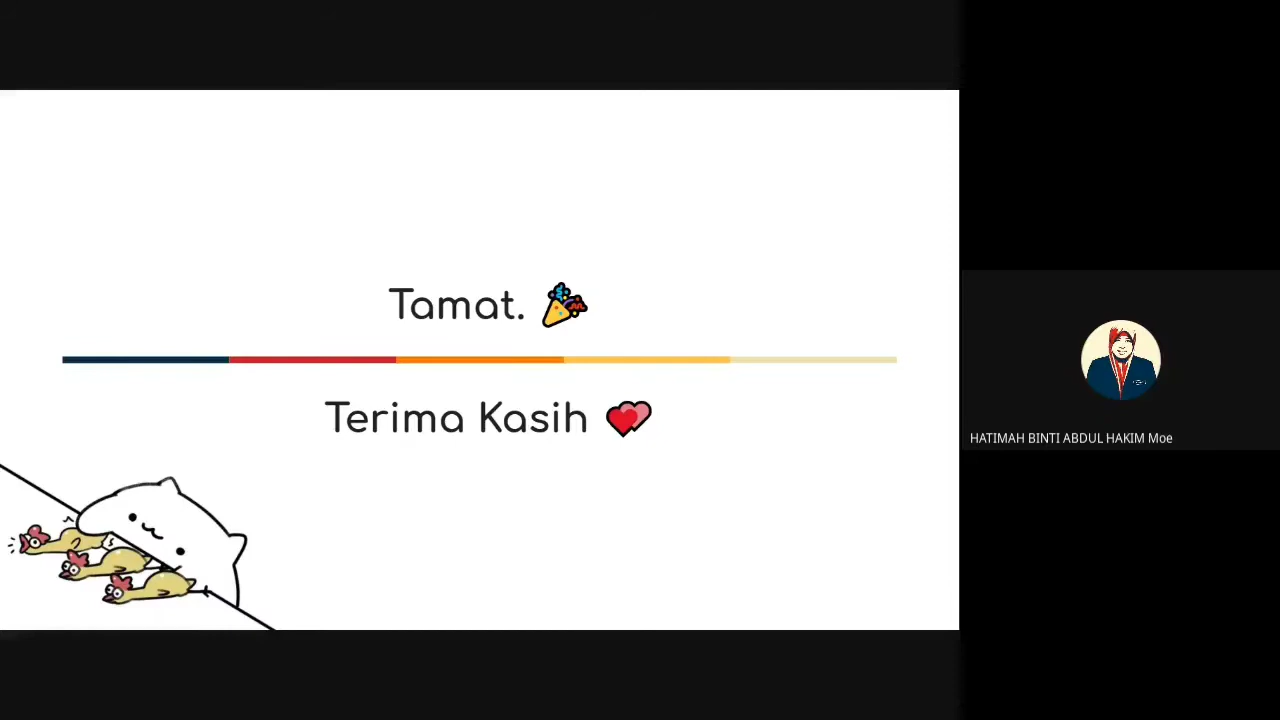 Tamat. 🎉
Terima Kasih 💕
HATIMAH BINTI ABDUL HAKIM Moe